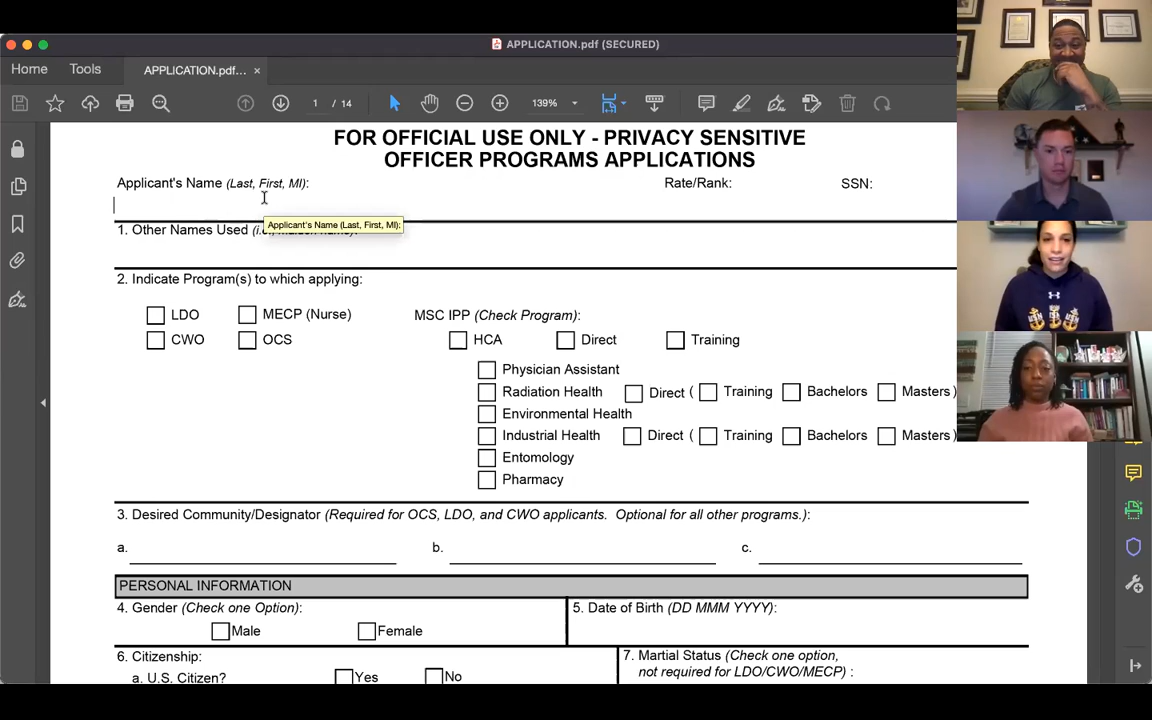 APPLICATION.pdf (SECURED)
Home Tools APPLICATION.pdf... ×
1 / 14 139%
FOR OFFICIAL USE ONLY - PRIVACY SENSITIVE
OFFICER PROGRAMS APPLICATIONS
Applicant's Name (Last, First, MI): Rate/Rank: SSN:
Applicant's Name (Last, First, MI):
1. Other Names Used
2. Indicate Program(s) to which applying:
LDO MECP (Nurse) MSC IPP (Check Program):
CWO OCS HCA Direct Training
Physician Assistant
Radiation Health Direct ( Training Bachelors Masters)
Environmental Health
Industrial Health Direct ( Training Bachelors Masters)
Entomology
Pharmacy
3. Desired Community/Designator (Required for OCS, LDO, and CWO applicants. Optional for all other programs.):
a. b. c.
PERSONAL INFORMATION
4. Gender (Check one Option): 5. Date of Birth (DD MMM YYYY):
Male Female
6. Citizenship: 7. Martial Status (Check one option,
a. U.S. Citizen? Yes No not required for LDO/CWO/MECP) :
USN